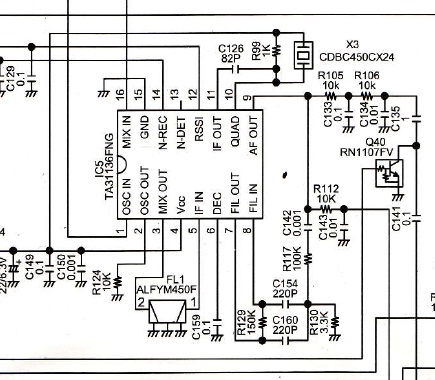 C126
82P
R99
1K
X3
CDBC450CX24
C129
0.1
R105
10k
R106
10k
C133
0.1
C134
0.01
C135
16
15
14
13
12
11
10
9
MIX IN
GND
N-REC
N-DET
RSSI
IF OUT
QUAD
AF OUT
IC5
TA31136FNG
OSC IN
OSC OUT
MIX OUT
Vcc
IF IN
DEC
FIL OUT
FIL IN
1
2
3
4
5
6
7
8
Q40
RN1107FV
R112
10K
C142
0.001
C143
0.01
C141
0.1
R117
100K
4
22/6.3V
C149
0.1
C150
0.001
R124
10K
FL1
ALFYM450F
2
1
C159
0.1
R129
150K
C154
220P
C160
220P
R130
3.3K